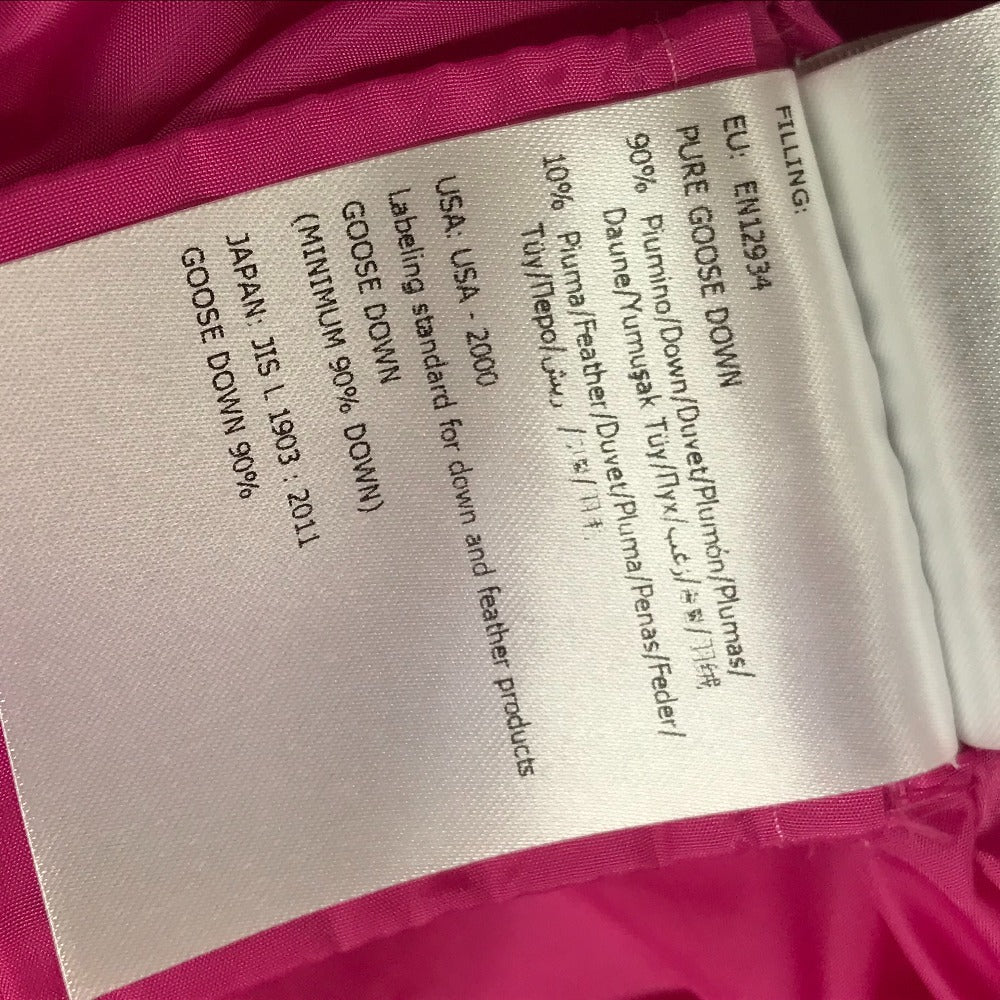 FILLING:
EU: EN12934
PURE GOOSE DOWN
90% Piumino/Down/Duvet/Plumón/Plumas/
Daune/Yumuşak Tüy/Пух/زغب/
10% Piuma/Feather/Duvet/Pluma/Penas/Feder/
Tüy/Перо/ريش/
USA: USA - 2000
Labeling standard for down and feather products
GOOSE DOWN
(MINIMUM 90% DOWN)
JAPAN: JIS L 1903 : 2011
GOOSE DOWN 90%